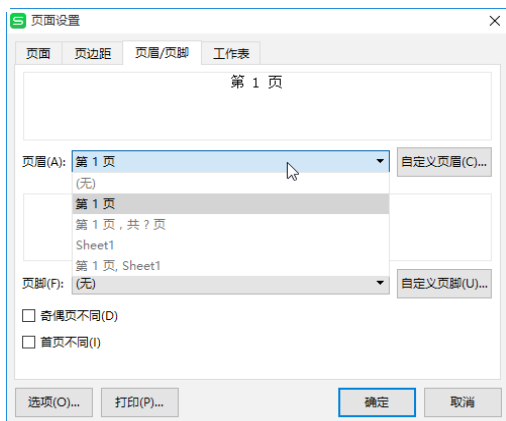 页面设置
页面 页边距 页眉/页脚 工作表
第 1 页
页眉(A): 第 1 页 自定义页眉(C)...
(无)
第 1 页
第 1 页 , 共 ? 页
Sheet1
第 1 页, Sheet1
页脚(F): (无) 自定义页脚(U)...
奇偶页不同(D)
首页不同(I)
选项(O)... 打印(P)... 确定 取消